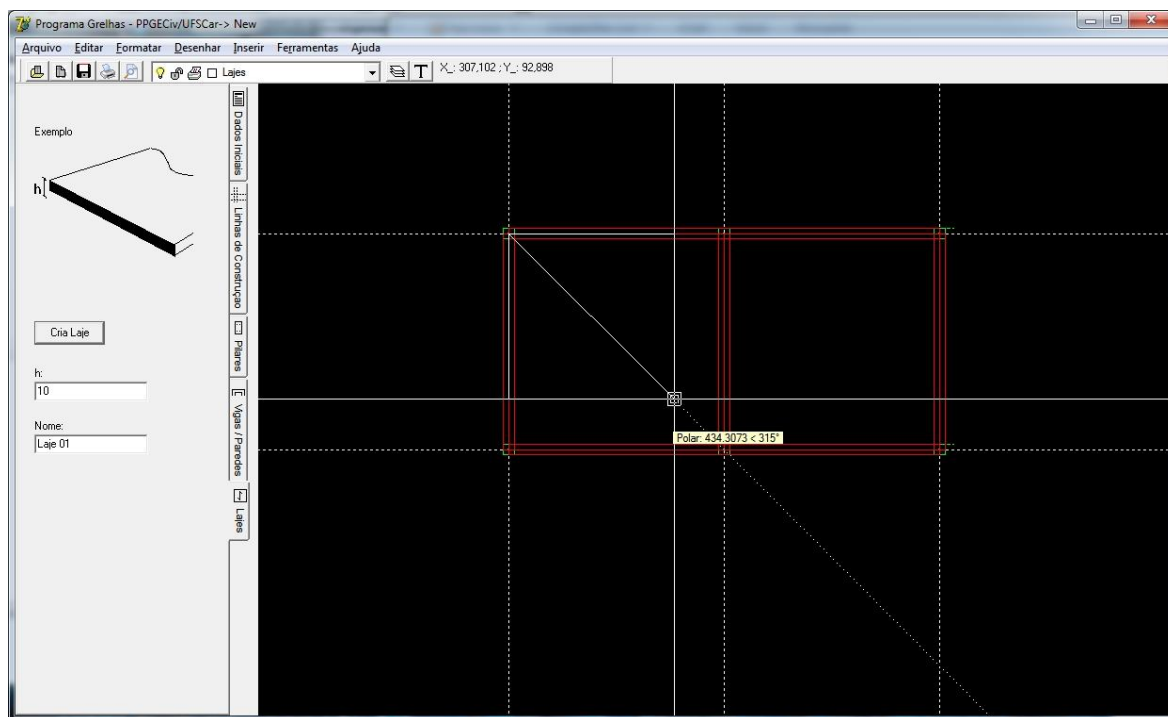 Programa Grelhas - PPGECiv/UFSCar-> New
Arquivo Editar Formatar Desenhar Inserir Ferramentas Ajuda
Lajes
T
X_: 307,102 ; Y_: 92,898
Exemplo
h
Cria Laje
h:
10
Nome:
Laje 01
Dados Iniciais
Linhas de Construçao
Pilares
Vigas / Paredes
Lajes
Polar: 434.3073 < 315°